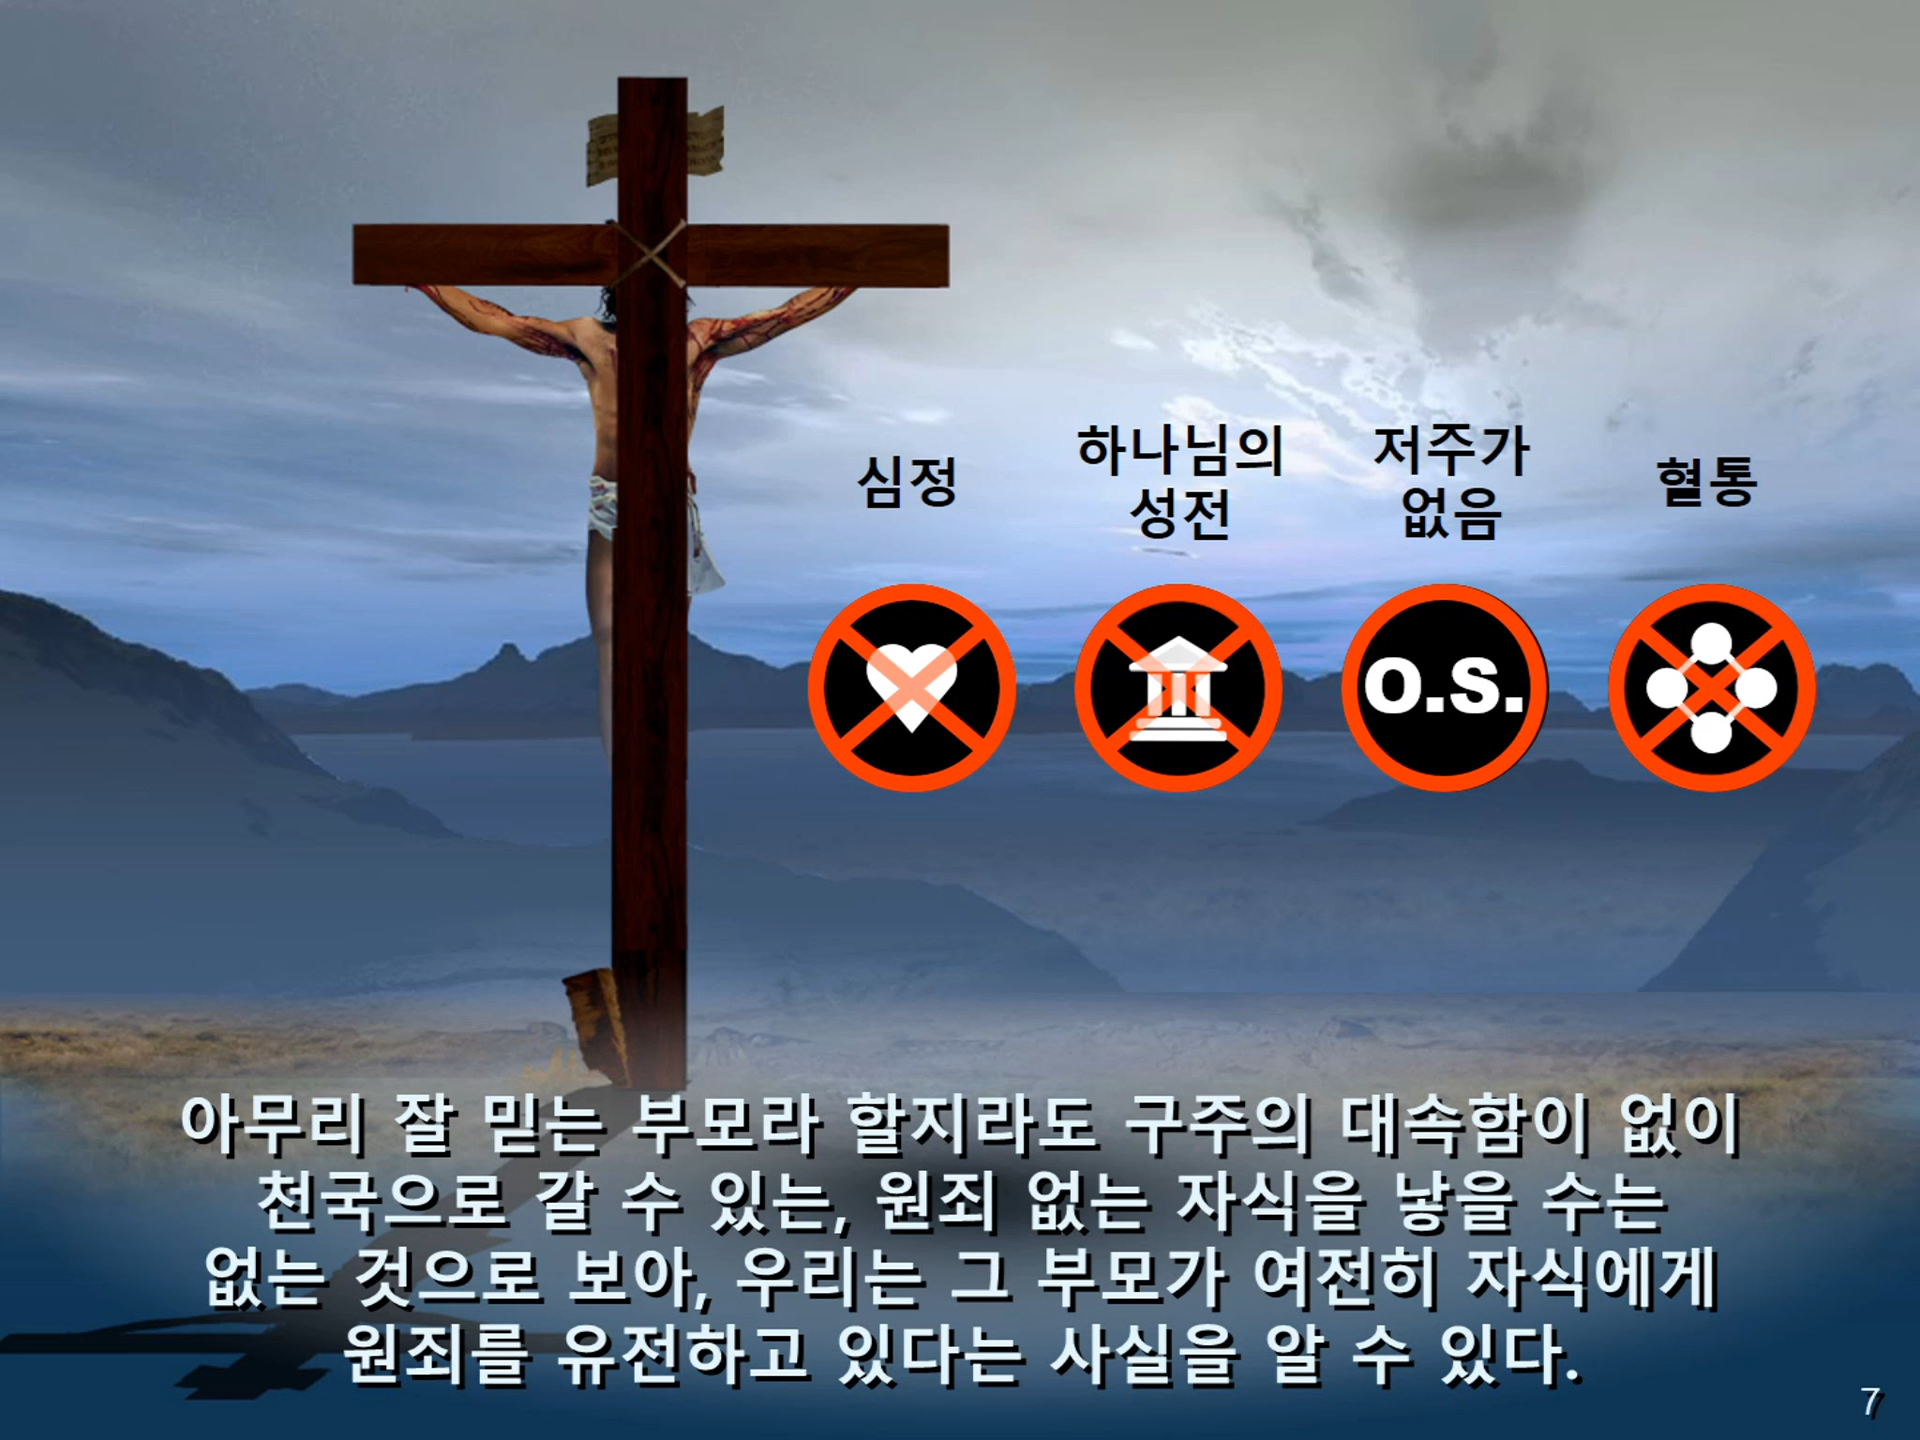 심정
하나님의
성전
저주가
없음
혈통
O.S.
아무리 잘 믿는 부모라 할지라도 구주의 대속함이 없이
천국으로 갈 수 있는, 원죄 없는 자식을 낳을 수는
없는 것으로 보아, 우리는 그 부모가 여전히 자식에게
원죄를 유전하고 있다는 사실을 알 수 있다.
7